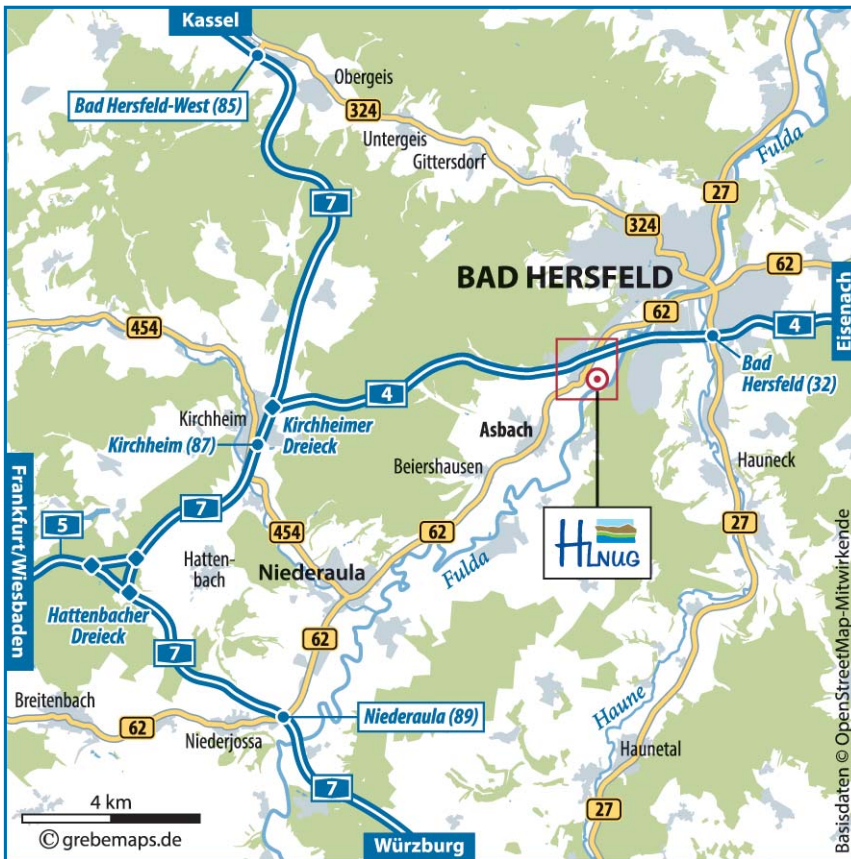 Kassel
Obergeis
Bad Hersfeld-West (85)
324
Untergeis
Gittersdorf
Fulda
7
27
324
BAD HERSFELD
62
62
Eisenach
454
4
4
Bad
Hersfeld (32)
Kirchheim
Kirchheimer
Dreieck
Kirchheim (87)
Asbach
Beiershausen
Hauneck
Frankfurt/Wiesbaden
7
5
454
62
27
HLNUG
Hatten-
bach
Niederaula
Fulda
Hattenbacher
Dreieck
62
7
Haune
Breitenbach
62
Niederjossa
Niederaula (89)
Haunetal
7
27
4 km
© grebemaps.de
Würzburg
Basisdaten © OpenStreetMap-Mitwirkende